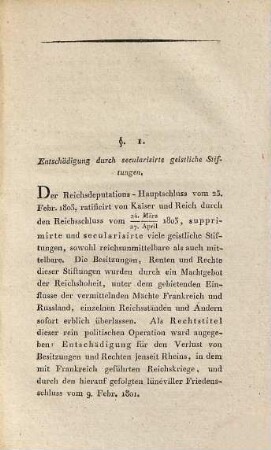 §. 1.
Entschädigung durch secularisirte geistliche Stif-
tungen.
Der Reichsdeputations-Hauptschluss vom 25.
Febr. 1803, ratificirt von Kaiser und Reich durch
den Reichsschluss vom 24. März / 27. April 1803, suppri-
mirte und secularisirte viele geistliche Stif-
tungen, sowohl reichsunmittelbare als auch mit-
telbare. Die Besitzungen, Renten und Rechte
dieser Stiftungen wurden durch ein Machtgebot
der Reichshoheit, unter dem gebietenden Ein-
flusse der vermittelnden Mächte Frankreich und
Russland, einzelnen Reichsständen und Andern
sofort erblich überlassen. Als Rechtstitel
dieser rein politischen Operation ward angege-
ben: Entschädigung für den Verlust von
Besitzungen und Rechten jenseit Rheins, in dem
mit Frankreich geführten Reichskriege, und
durch den hierauf gefolgten lüneviller Friedens-
schluss vom 9. Febr. 1801.